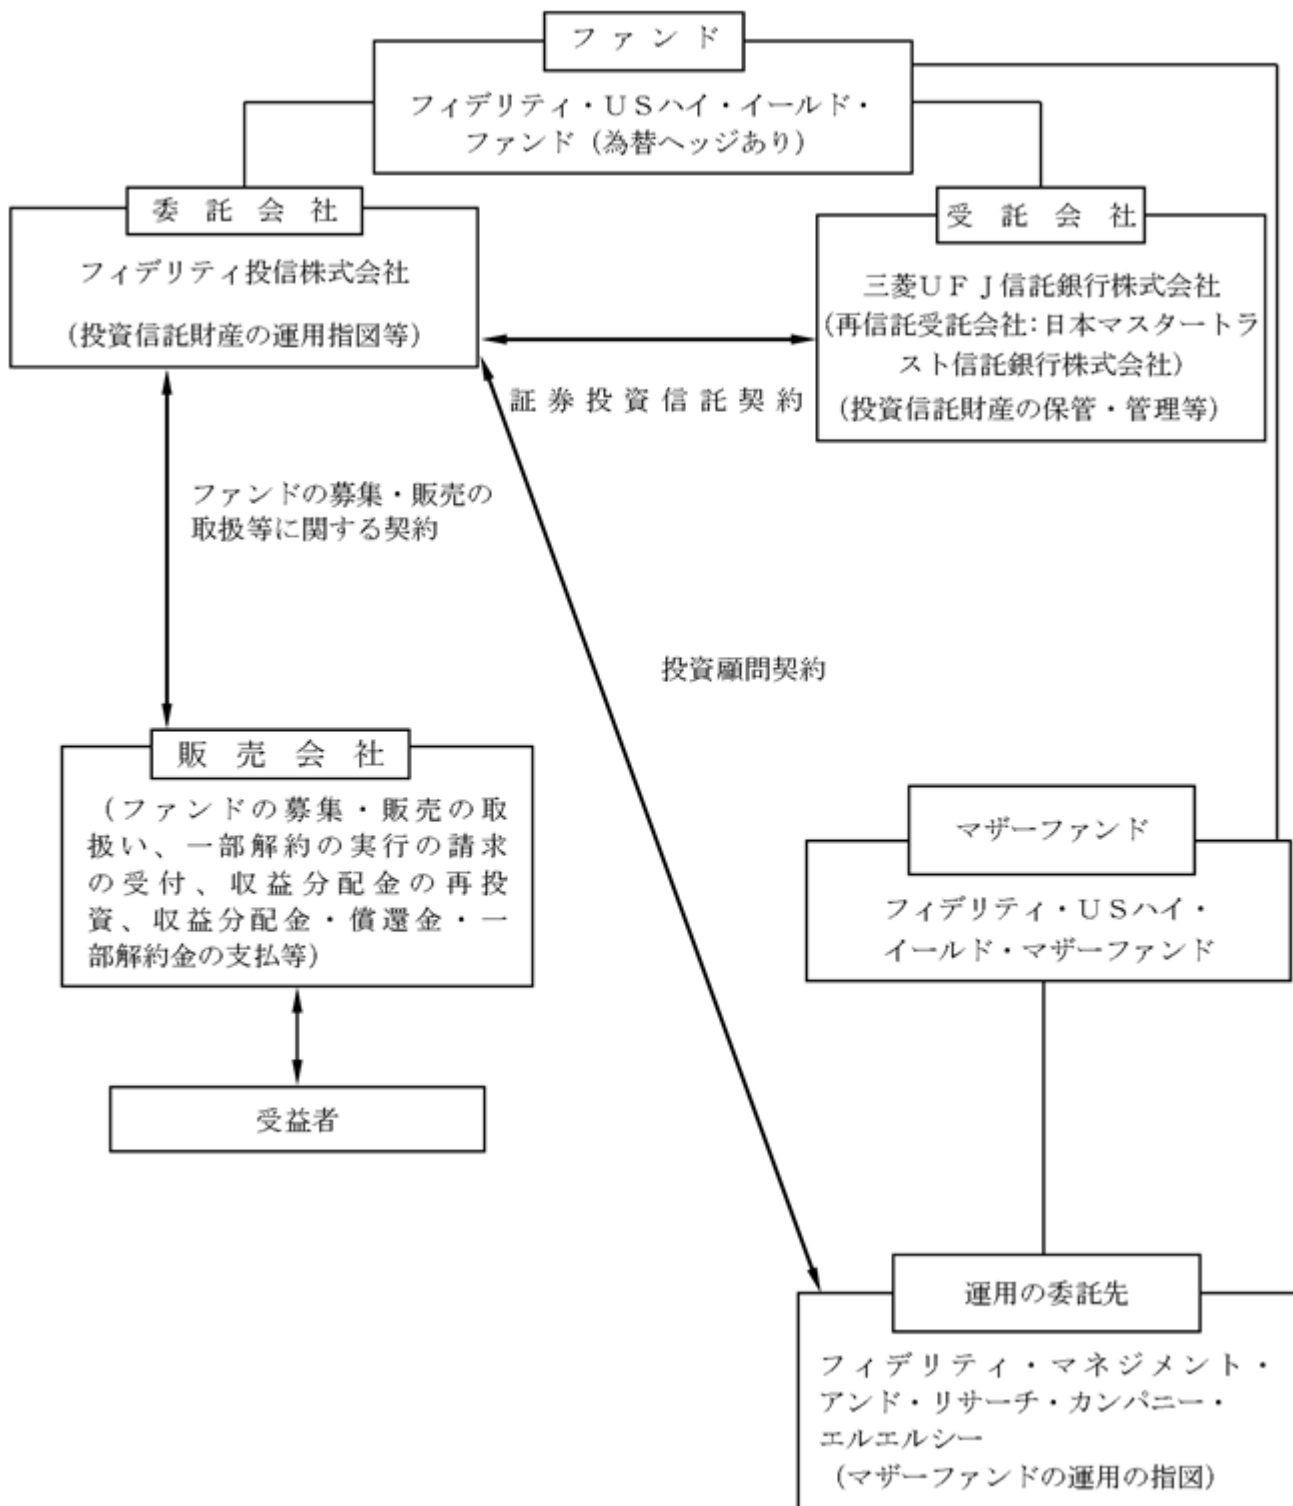 ファンド
フィデリティ・USハイ・イールド・
ファンド（為替ヘッジあり）
委託会社
フィデリティ投信株式会社
（投資信託財産の運用指図等）
受託会社
三菱UFJ信託銀行株式会社
（再信託受託会社：日本マスタートラ
スト信託銀行株式会社）
（投資信託財産の保管・管理等）
証券投資信託契約
ファンドの募集・販売の
取扱等に関する契約
投資顧問契約
販売会社
（ファンドの募集・販売の取
扱い、一部解約の実行の請求
の受付、収益分配金の再投
資、収益分配金・償還金・一
部解約金の支払等）
マザーファンド
フィデリティ・USハイ・
イールド・マザーファンド
受益者
運用の委託先
フィデリティ・マネジメント・
アンド・リサーチ・カンパニー・
エルエルシー
（マザーファンドの運用の指図）